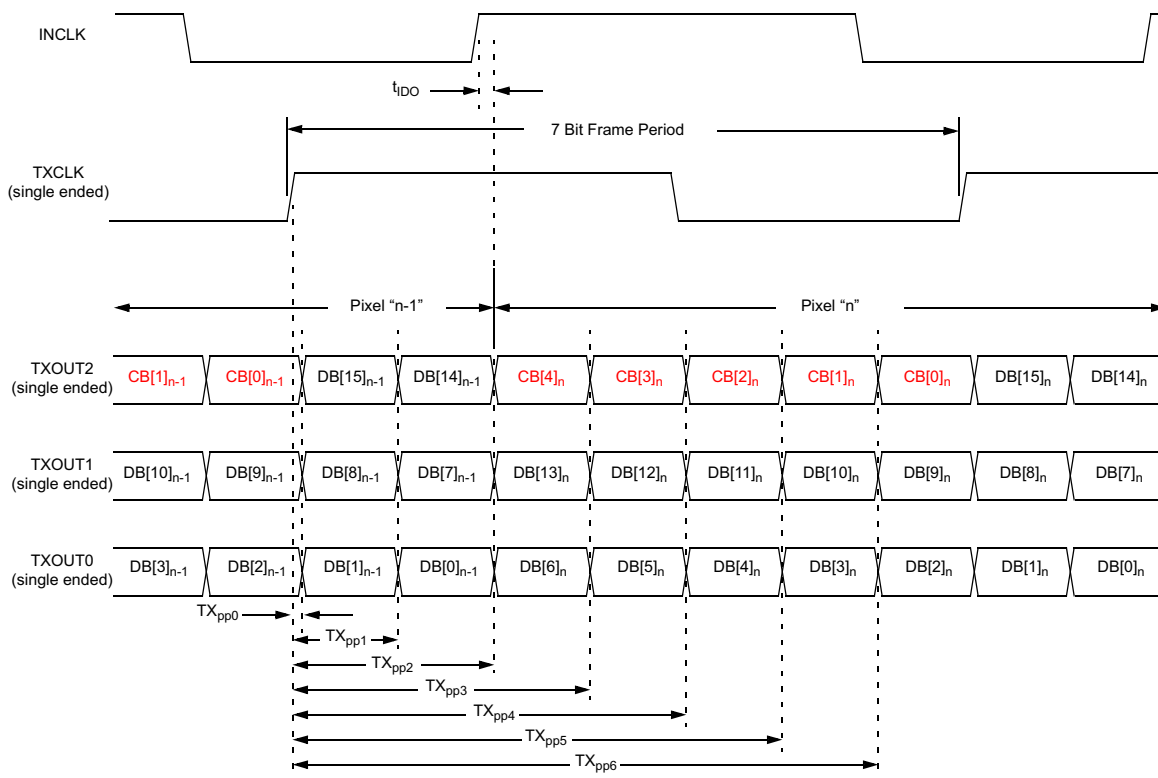 INCLK
tIDO
7 Bit Frame Period
TXCLK
(single ended)
Pixel “n-1” Pixel “n”
TXOUT2
(single ended)
CB[1]n-1 CB[0]n-1 DB[15]n-1 DB[14]n-1 CB[4]n CB[3]n CB[2]n CB[1]n CB[0]n DB[15]n DB[14]n
TXOUT1
(single ended)
DB[10]n-1 DB[9]n-1 DB[8]n-1 DB[7]n-1 DB[13]n DB[12]n DB[11]n DB[10]n DB[9]n DB[8]n DB[7]n
TXOUT0
(single ended)
DB[3]n-1 DB[2]n-1 DB[1]n-1 DB[0]n-1 DB[6]n DB[5]n DB[4]n DB[3]n DB[2]n DB[1]n DB[0]n
TXpp0
TXpp1
TXpp2
TXpp3
TXpp4
TXpp5
TXpp6